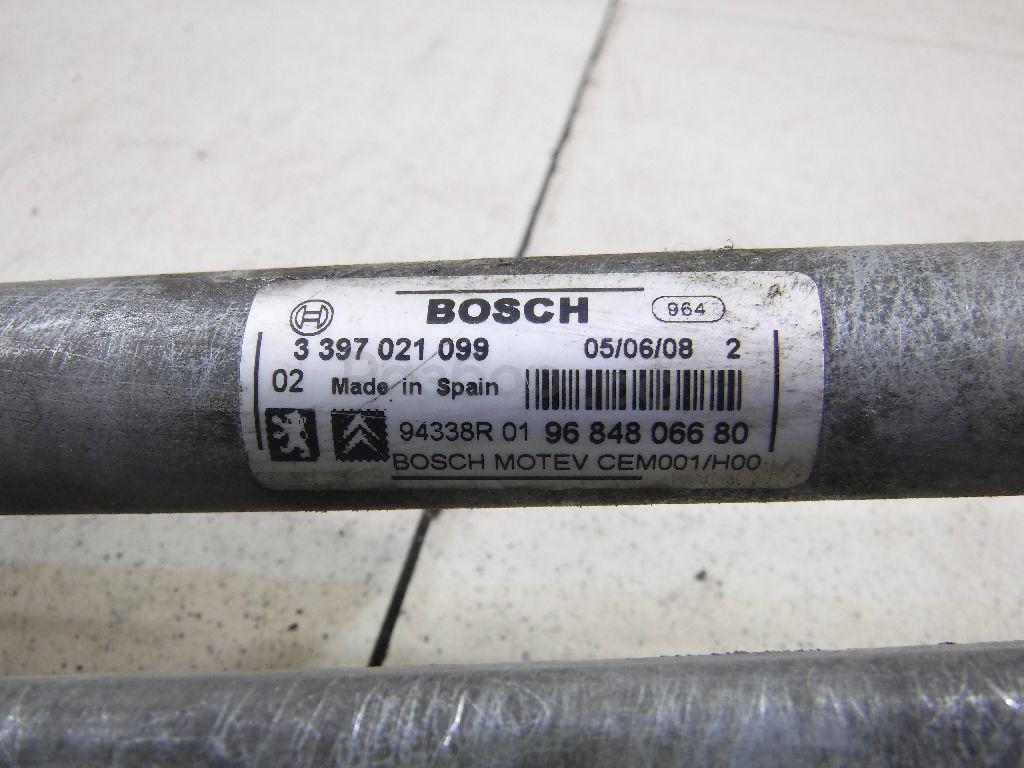 BOSCH 964
3 397 021 099 05/06/08 2
02 Made in Spain
94338R 01 96 848 066 80
BOSCH MOTEV CEM001/H00